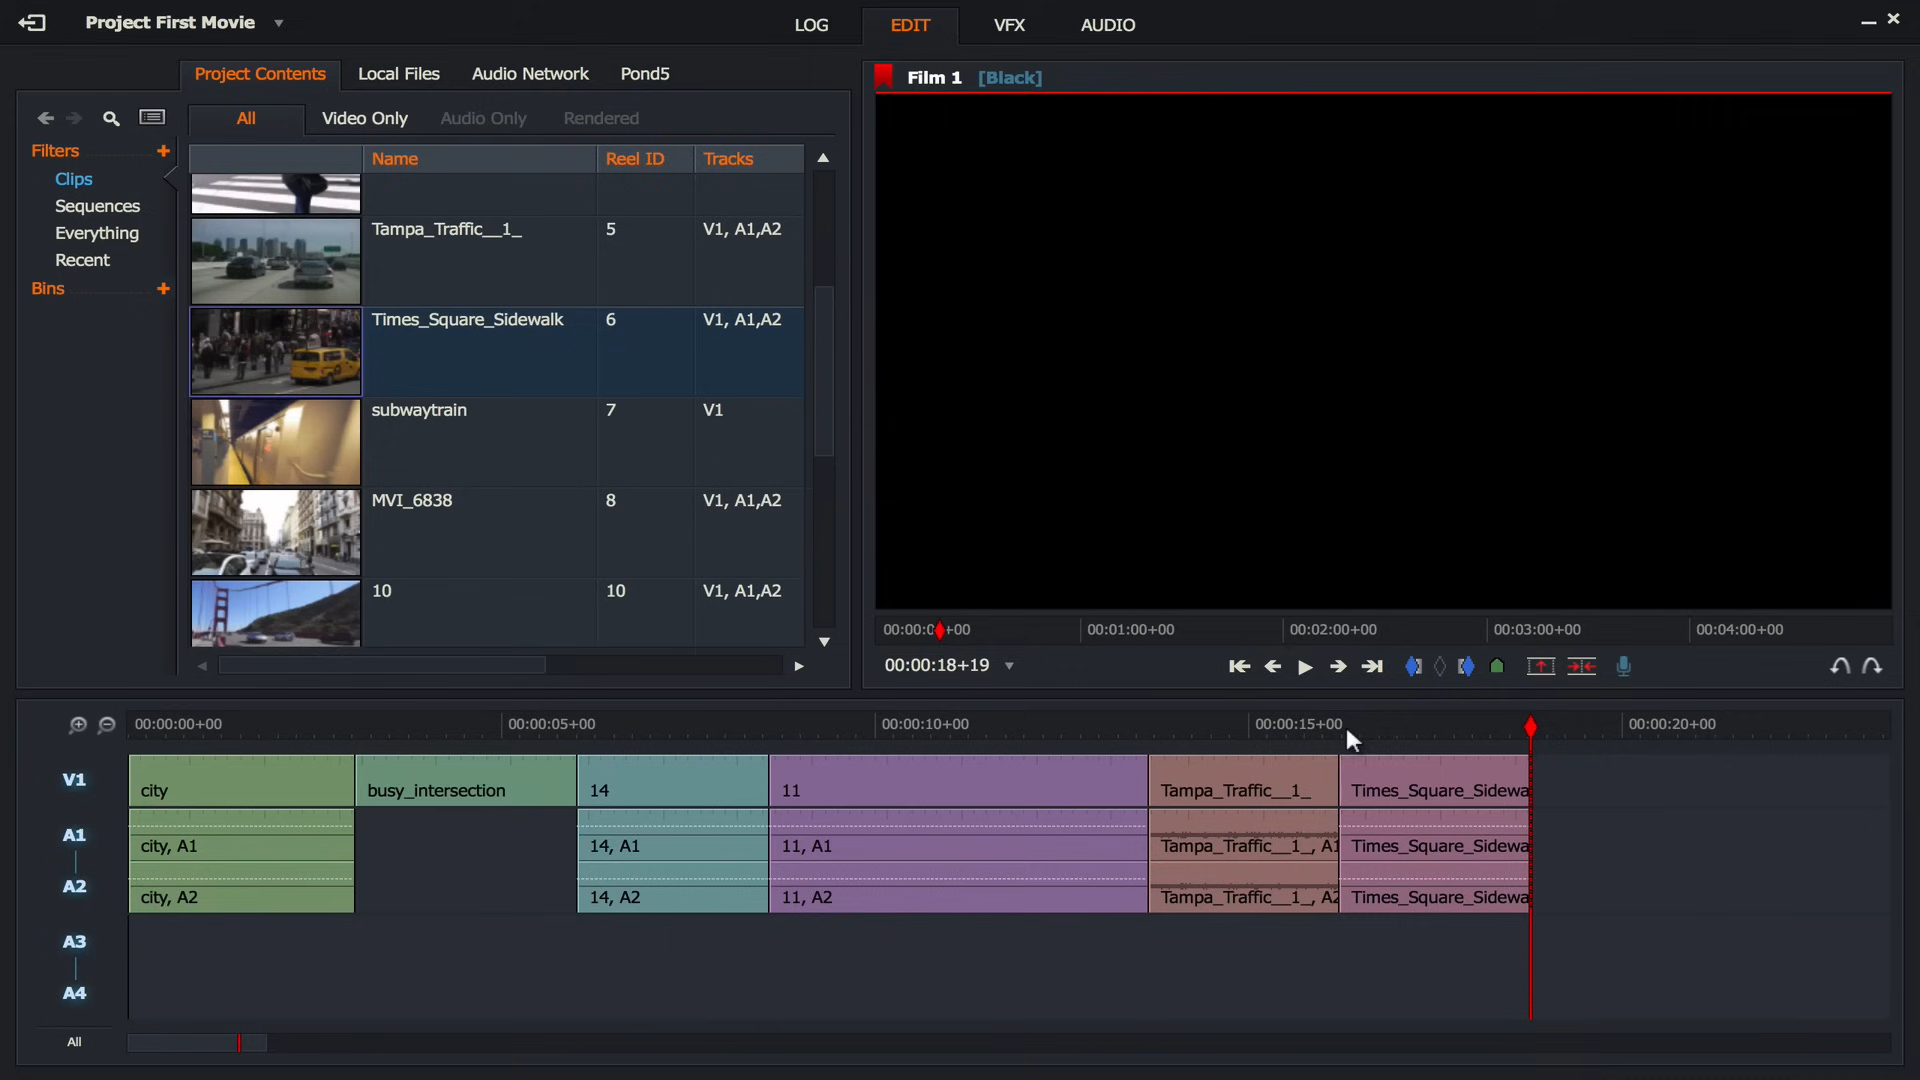 Project First Movie
LOG
EDIT
VFX
AUDIO
Project Contents
Local Files
Audio Network
Pond5
Film 1 [Black]
All
Video Only
Audio Only
Rendered
Filters
Clips
Sequences
Everything
Recent
Bins
Name
Reel ID
Tracks
Tampa_Traffic__1_ 5 V1, A1,A2
Times_Square_Sidewalk 6 V1, A1,A2
subwaytrain 7 V1
MVI_6838 8 V1, A1,A2
10 10 V1, A1,A2
00:00:0 +00 00:01:00+00 00:02:00+00 00:03:00+00 00:04:00+00
00:00:18+19
00:00:00+00 00:00:05+00 00:00:10+00 00:00:15+00 00:00:20+00
V1 city busy_intersection 14 11 Tampa_Traffic__1_ Times_Square_Sidewa
A1 city, A1 14, A1 11, A1 Tampa_Traffic__1_, A1 Times_Square_Sidewa
A2 city, A2 14, A2 11, A2 Tampa_Traffic__1_, A2 Times_Square_Sidewa
A3
A4
All